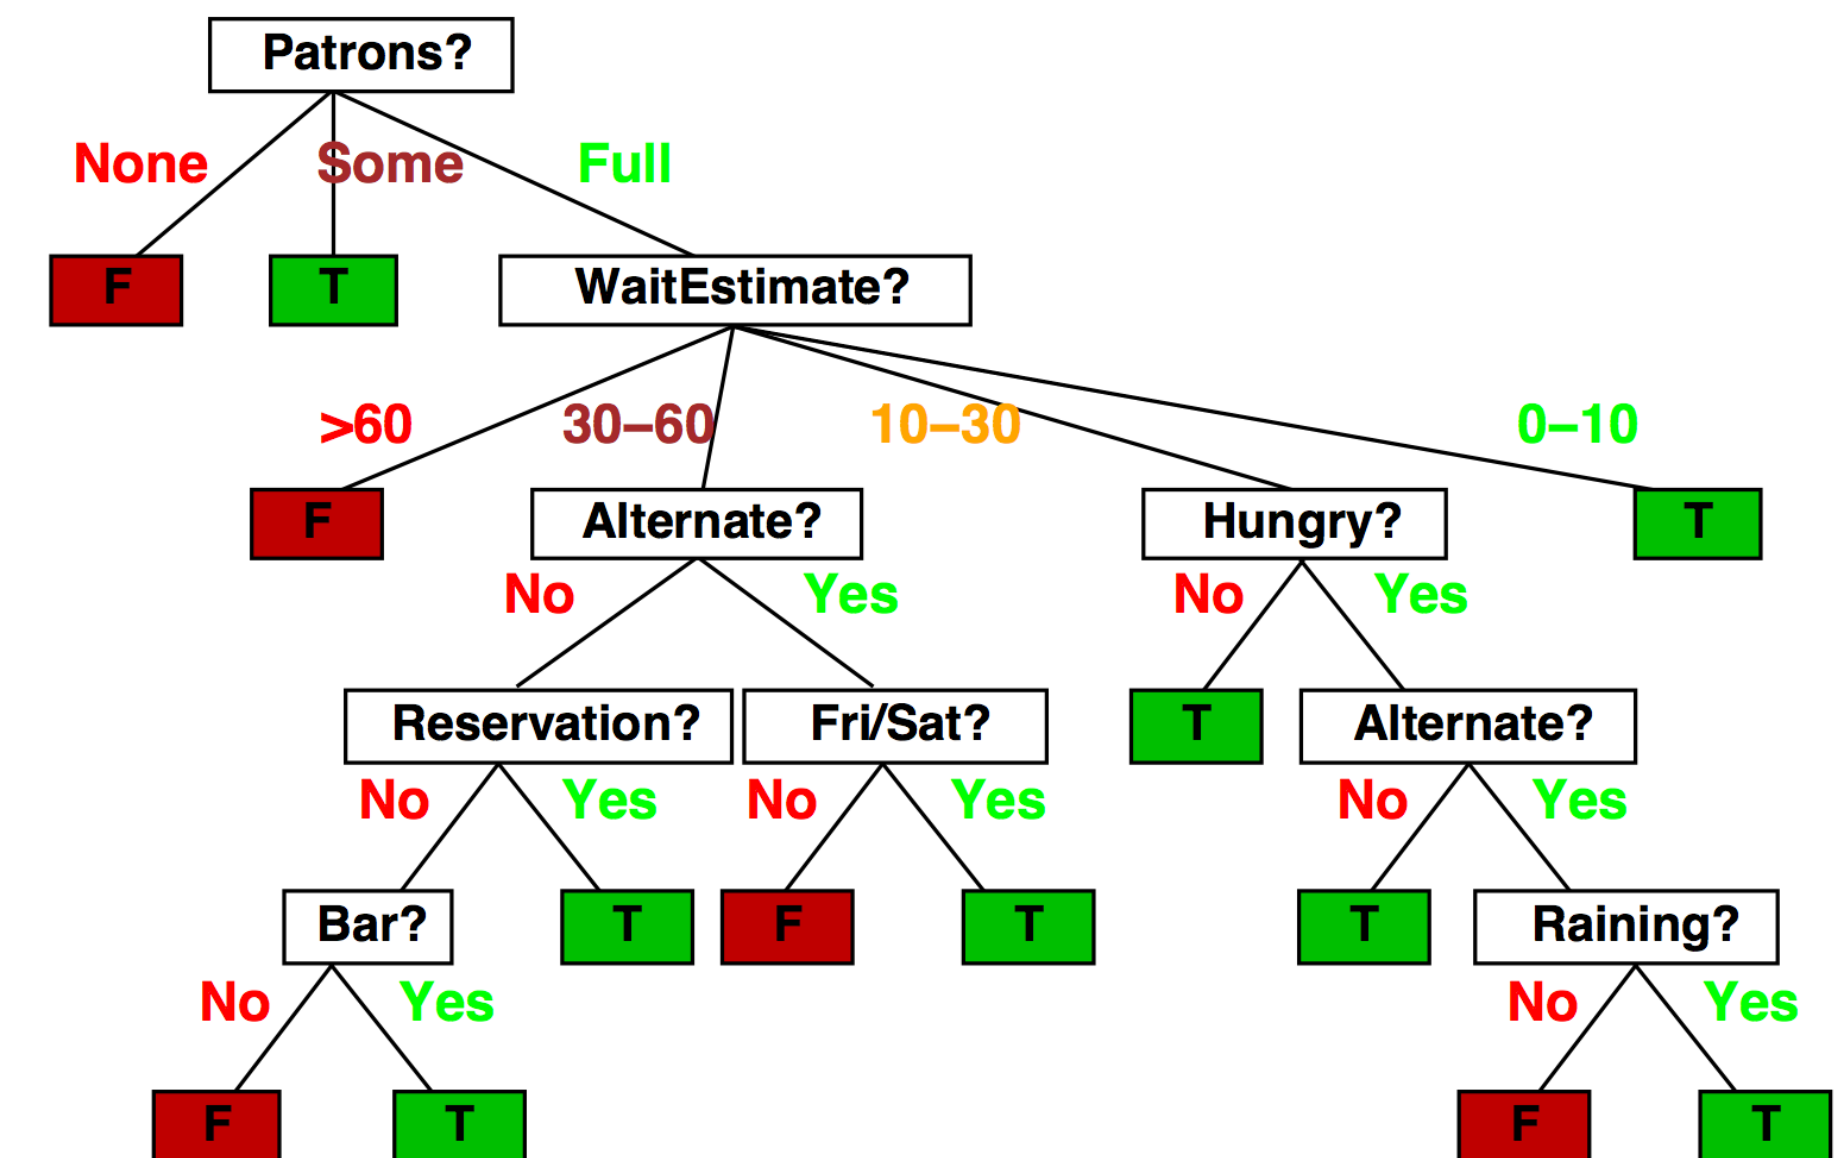 Patrons?
None Some Full
F T WaitEstimate?
>60 30–60 10–30 0–10
F Alternate? Hungry? T
No Yes No Yes
Reservation? Fri/Sat? T Alternate?
No Yes No Yes No Yes
Bar? T F T T Raining?
No Yes No Yes
F T F T